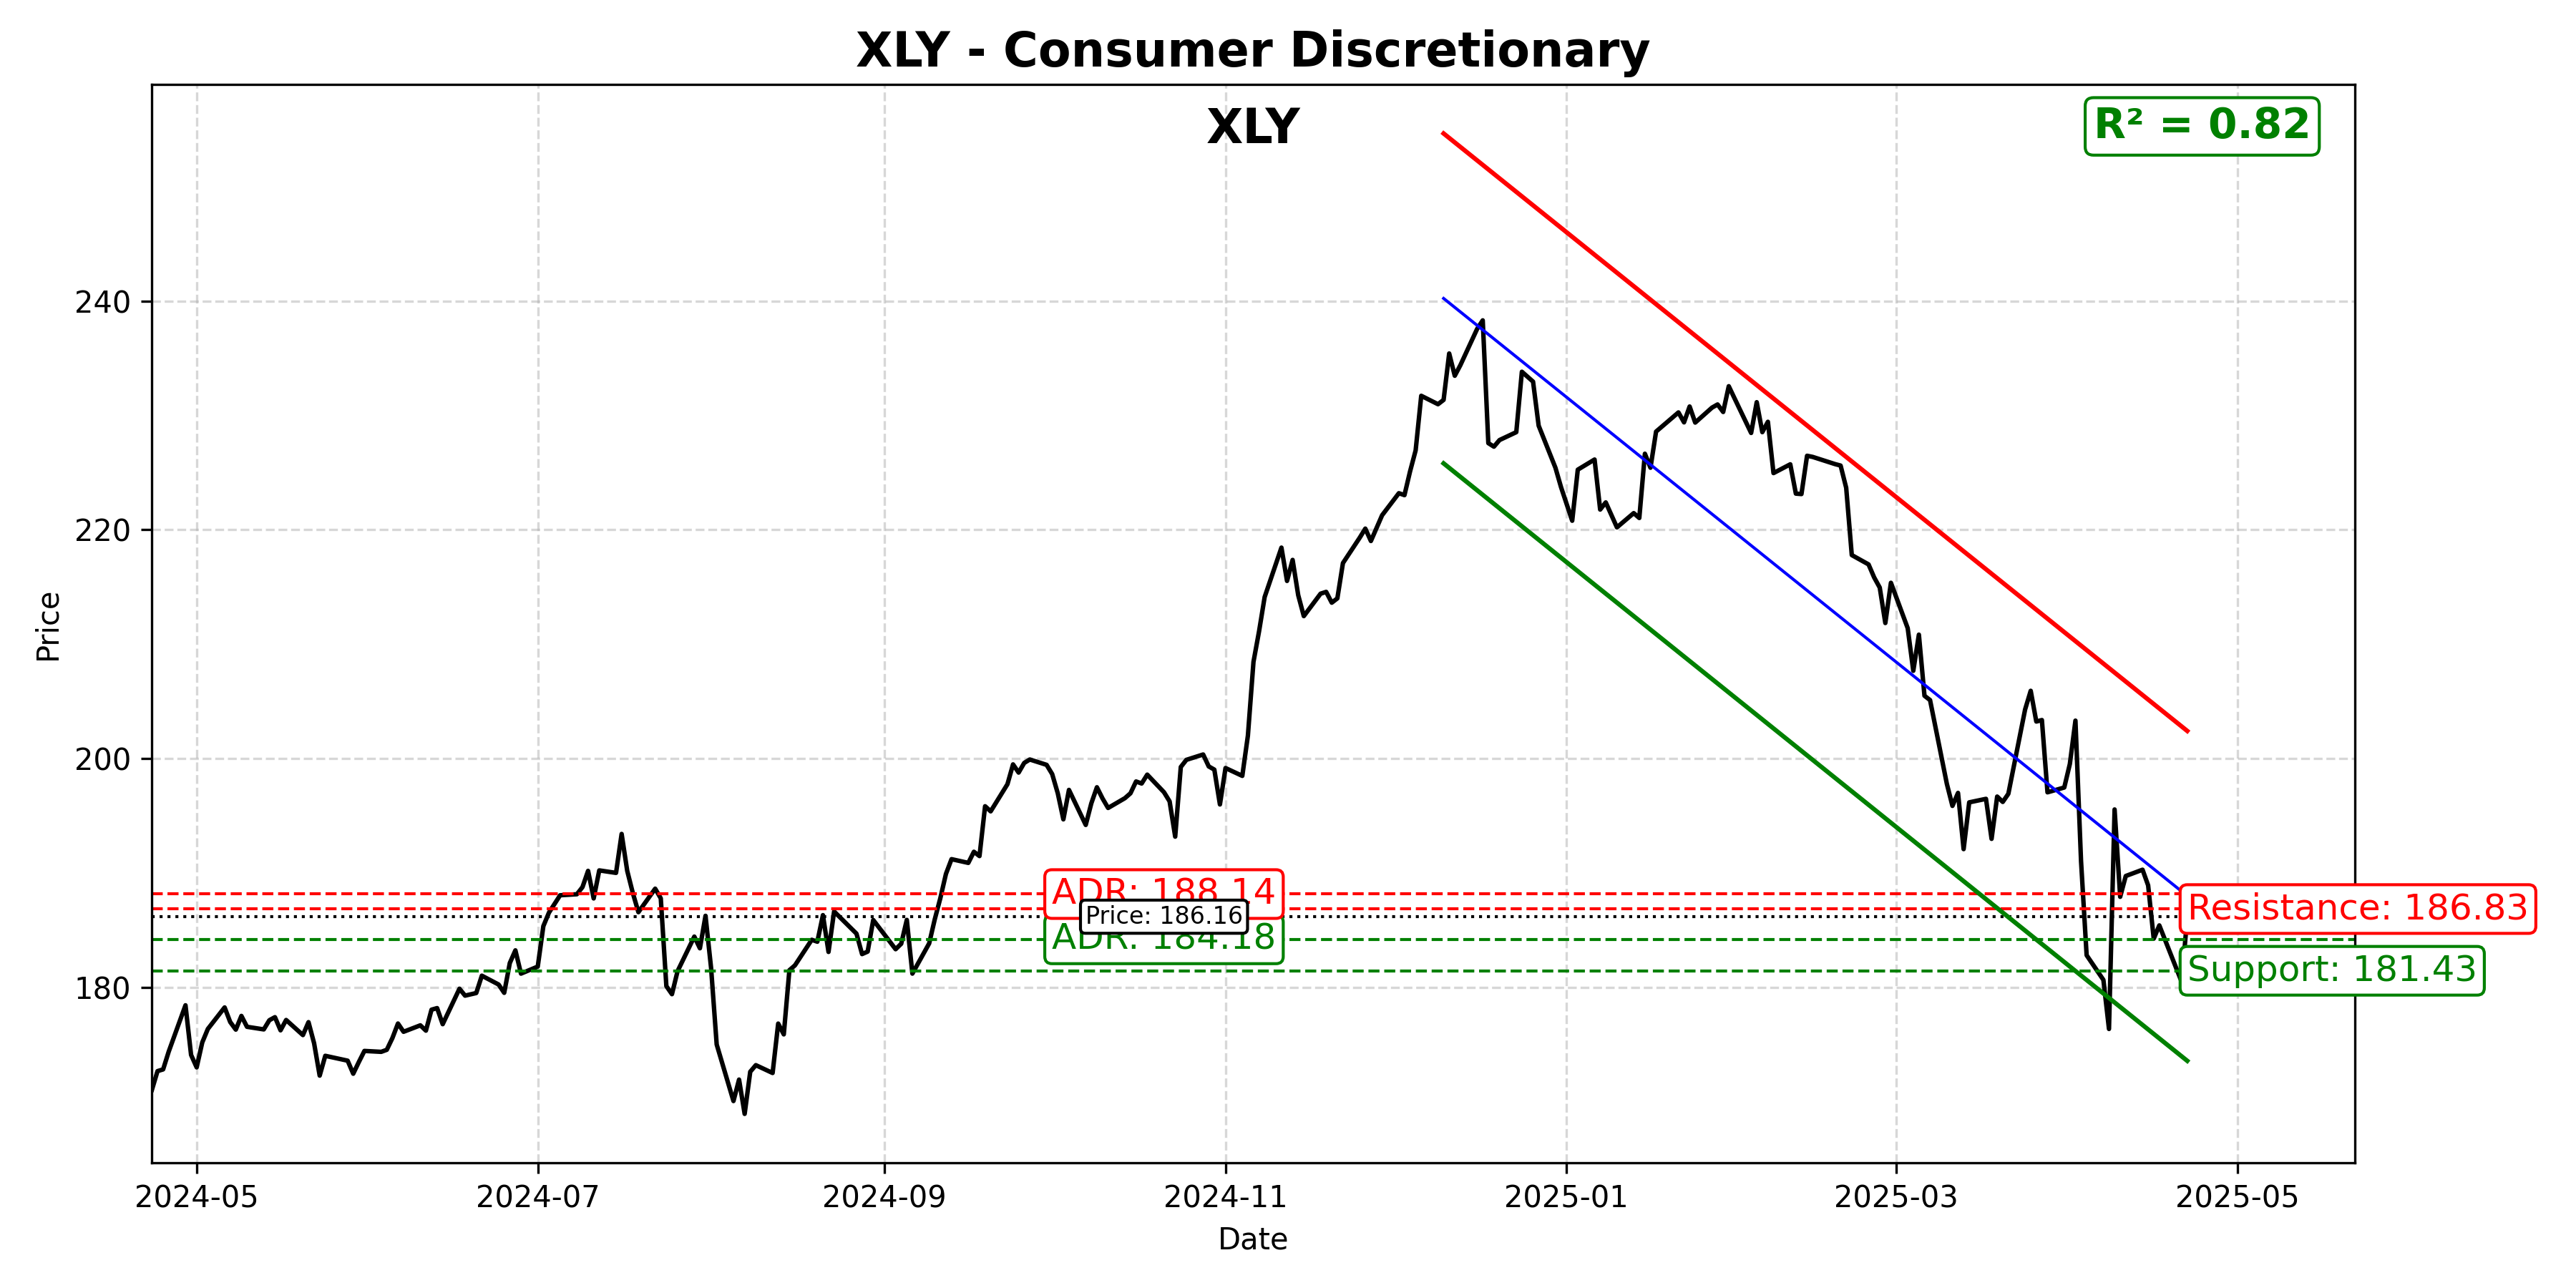 XLY - Consumer Discretionary
XLY
R² = 0.82
240
220
200
180
Price
ADR: 188.14
Price: 186.16
ADR: 184.18
Resistance: 186.83
Support: 181.43
2024-05
2024-07
2024-09
2024-11
2025-01
2025-03
2025-05
Date